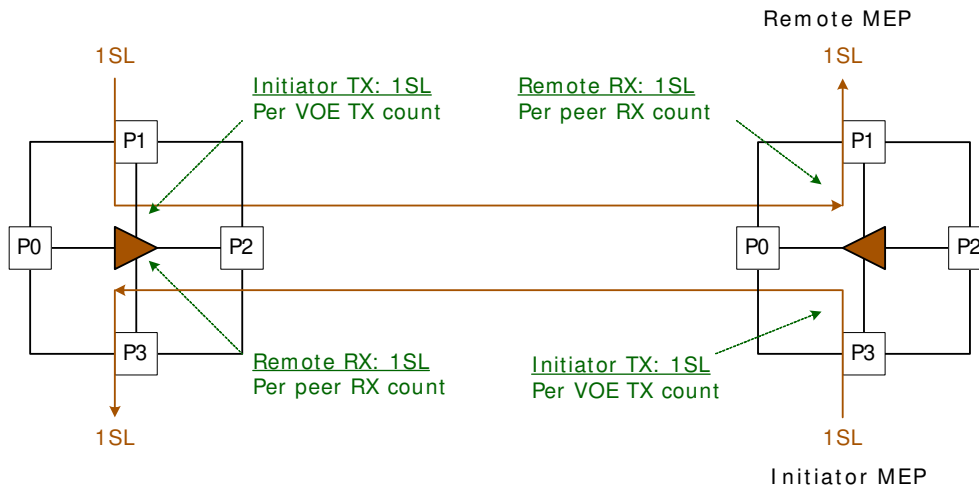 Remote MEP
1SL
1SL
Initiator TX: 1SL
Per VOE TX count
Remote RX: 1SL
Per peer RX count
P1
P1
P0
P2
P0
P2
P3
P3
Remote RX: 1SL
Per peer RX count
Initiator TX: 1SL
Per VOE TX count
1SL
1SL
Initiator MEP